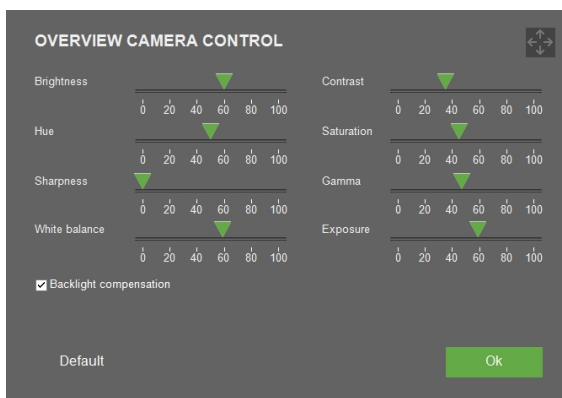 OVERVIEW CAMERA CONTROL
Brightness
0 20 40 60 80 100
Contrast
0 20 40 60 80 100
Hue
0 20 40 60 80 100
Saturation
0 20 40 60 80 100
Sharpness
0 20 40 60 80 100
Gamma
0 20 40 60 80 100
White balance
0 20 40 60 80 100
Exposure
0 20 40 60 80 100
Backlight compensation
Default
Ok